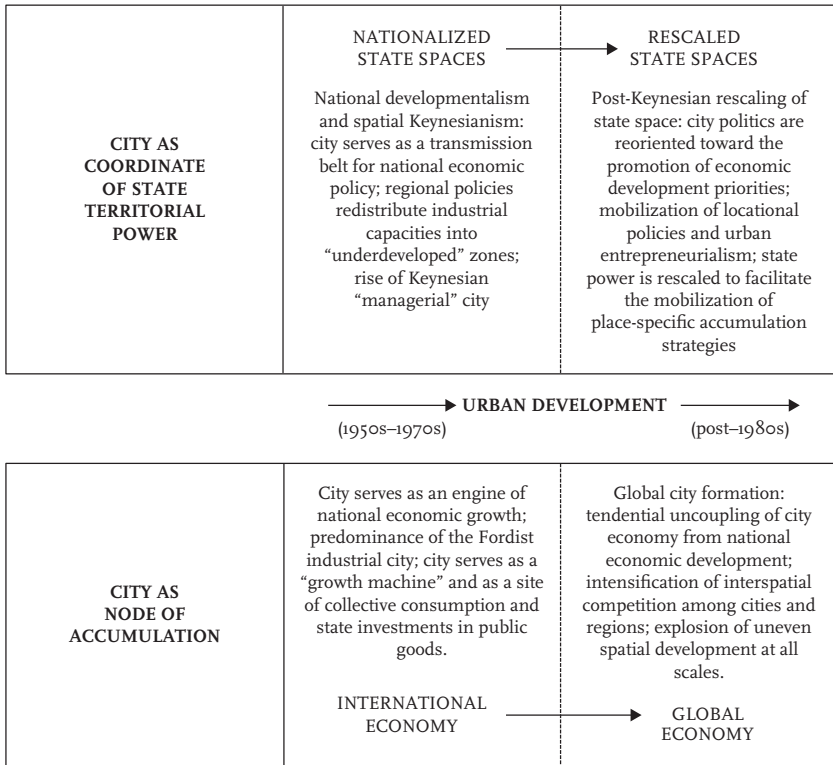 NATIONALIZED
STATE SPACES
RESCALED
STATE SPACES
CITY AS
COORDINATE
OF STATE
TERRITORIAL
POWER
National developmentalism
and spatial Keynesianism:
city serves as a transmission
belt for national economic
policy; regional policies
redistribute industrial
capacities into
“underdeveloped” zones;
rise of Keynesian
“managerial” city
Post-Keynesian rescaling of
state space: city politics are
reoriented toward the
promotion of economic
development priorities;
mobilization of locational
policies and urban
entrepreneurialism; state
power is rescaled to facilitate
the mobilization of
place-specific accumulation
strategies
URBAN DEVELOPMENT
(1950s–1970s)
(post–1980s)
CITY AS
NODE OF
ACCUMULATION
City serves as an engine of
national economic growth;
predominance of the Fordist
industrial city; city serves as a
“growth machine” and as a site
of collective consumption and
state investments in public
goods.
Global city formation:
tendential uncoupling of city
economy from national
economic development;
intensification of interspatial
competition among cities and
regions; explosion of uneven
spatial development at all
scales.
INTERNATIONAL
ECONOMY
GLOBAL
ECONOMY